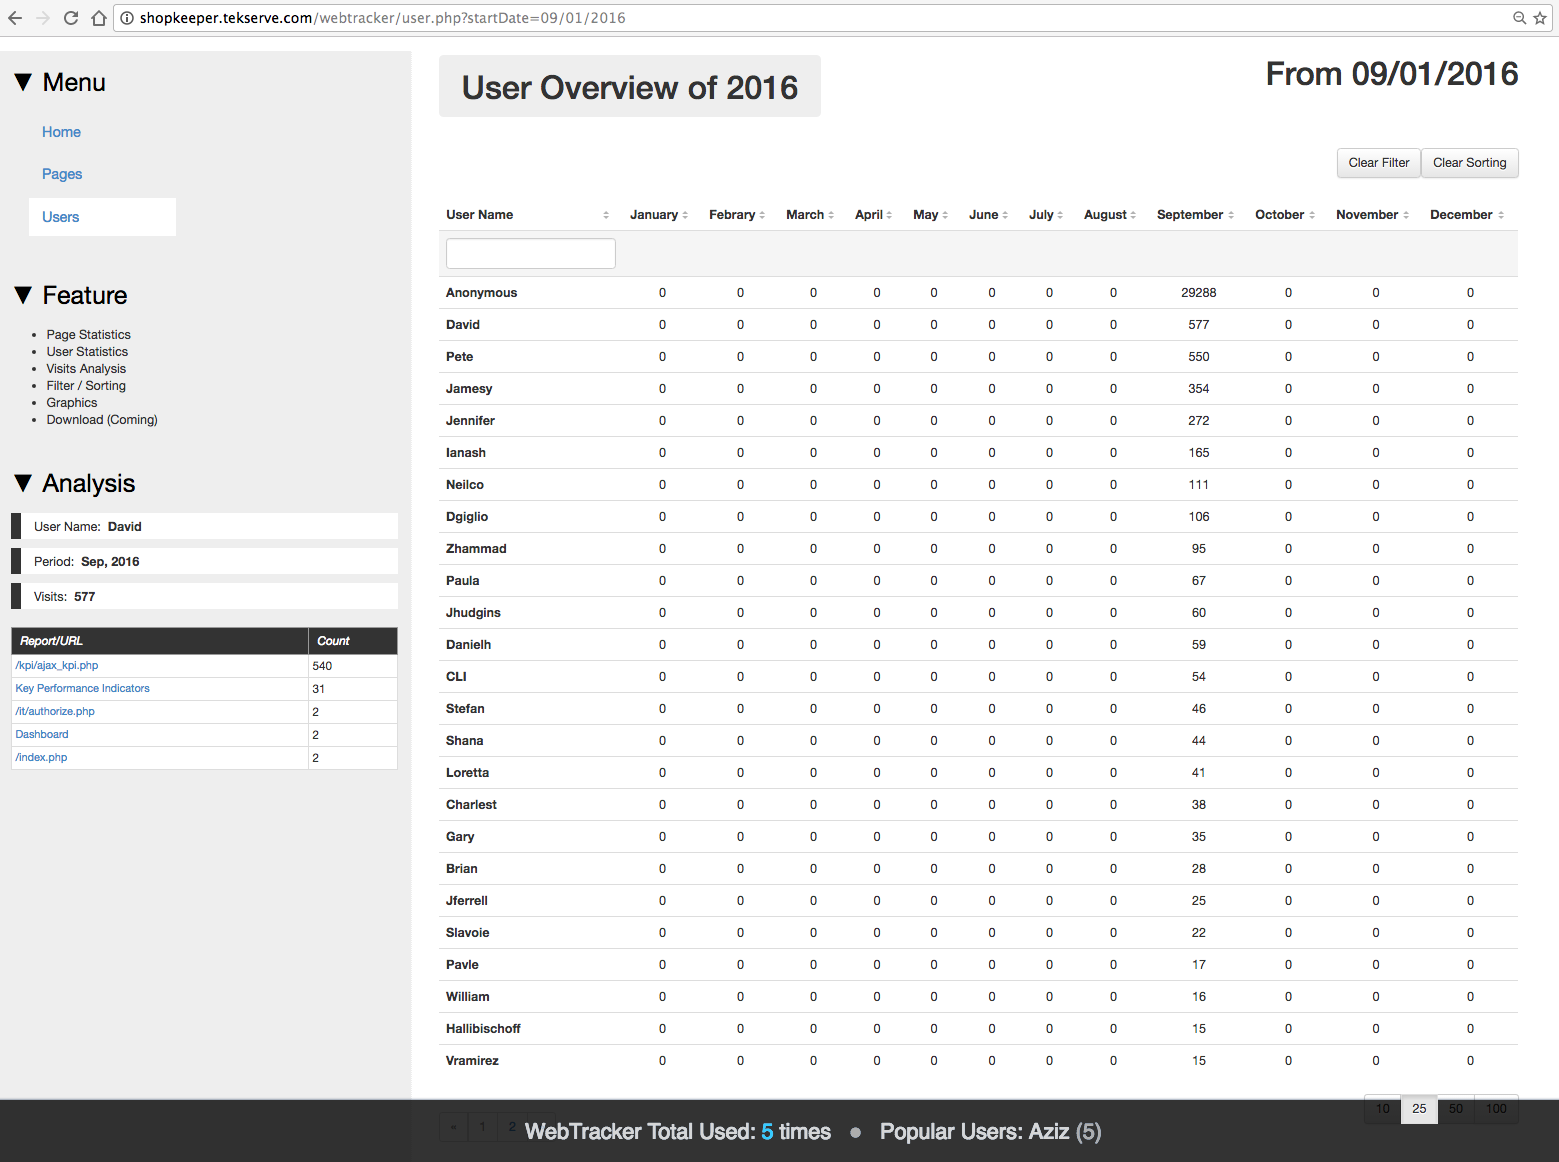 shopkeeper.tekserve.com/webtracker/user.php?startDate=09/01/2016
▼ Menu
Home
Pages
Users
▼ Feature
• Page Statistics
• User Statistics
• Visits Analysis
• Filter / Sorting
• Graphics
• Download (Coming)
▼ Analysis
User Name: David
Period: Sep, 2016
Visits: 577
Report/URL Count
/kpi/ajax_kpi.php 540
Key Performance Indicators 31
/it/authorize.php 2
Dashboard 2
/index.php 2
User Overview of 2016
From 09/01/2016
Clear Filter Clear Sorting
User Name January Febrary March April May June July August September October November December
Anonymous 0 0 0 0 0 0 0 0 29288 0 0 0
David 0 0 0 0 0 0 0 0 577 0 0 0
Pete 0 0 0 0 0 0 0 0 550 0 0 0
Jamesy 0 0 0 0 0 0 0 0 354 0 0 0
Jennifer 0 0 0 0 0 0 0 0 272 0 0 0
Ianash 0 0 0 0 0 0 0 0 165 0 0 0
Neilco 0 0 0 0 0 0 0 0 111 0 0 0
Dgiglio 0 0 0 0 0 0 0 0 106 0 0 0
Zhammad 0 0 0 0 0 0 0 0 95 0 0 0
Paula 0 0 0 0 0 0 0 0 67 0 0 0
Jhudgins 0 0 0 0 0 0 0 0 60 0 0 0
Danielh 0 0 0 0 0 0 0 0 59 0 0 0
CLI 0 0 0 0 0 0 0 0 54 0 0 0
Stefan 0 0 0 0 0 0 0 0 46 0 0 0
Shana 0 0 0 0 0 0 0 0 44 0 0 0
Loretta 0 0 0 0 0 0 0 0 41 0 0 0
Charlest 0 0 0 0 0 0 0 0 38 0 0 0
Gary 0 0 0 0 0 0 0 0 35 0 0 0
Brian 0 0 0 0 0 0 0 0 28 0 0 0
Jferrell 0 0 0 0 0 0 0 0 25 0 0 0
Slavoie 0 0 0 0 0 0 0 0 22 0 0 0
Pavle 0 0 0 0 0 0 0 0 17 0 0 0
William 0 0 0 0 0 0 0 0 16 0 0 0
Hallibischoff 0 0 0 0 0 0 0 0 15 0 0 0
Vramirez 0 0 0 0 0 0 0 0 15 0 0 0
10 25 50 100
« 1 2
WebTracker Total Used: 5 times ● Popular Users: Aziz (5)